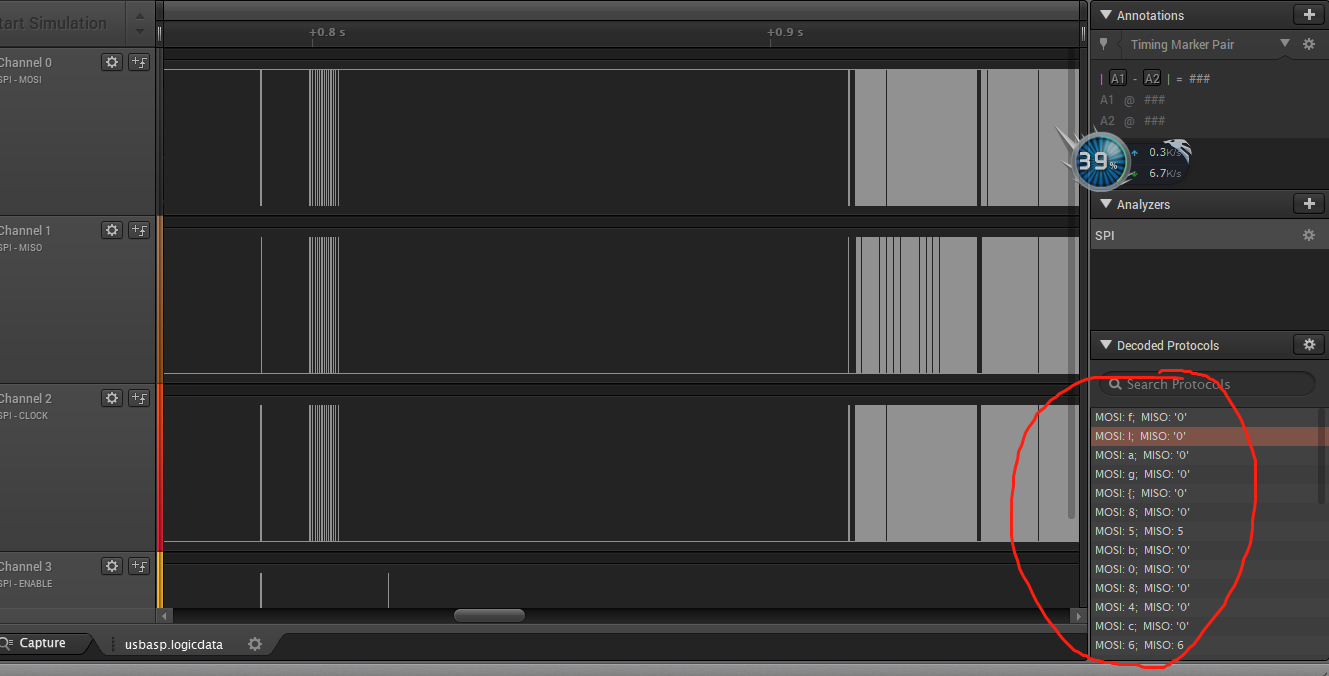 tart Simulation
+0.8 s
+0.9 s
Channel 0
SPI - MOSI
Channel 1
SPI - MISO
Channel 2
SPI - CLOCK
Channel 3
SPI - ENABLE
Capture
usbasp.logicdata
Annotations
Timing Marker Pair
| A1 - A2 | = ###
A1 @ ###
A2 @ ###
39%
0.3K/s
6.7K/s
Analyzers
SPI
Decoded Protocols
Search Protocols
MOSI: f; MISO: '0'
MOSI: l; MISO: '0'
MOSI: a; MISO: '0'
MOSI: g; MISO: '0'
MOSI: {; MISO: '0'
MOSI: 8; MISO: '0'
MOSI: 5; MISO: 5
MOSI: b; MISO: '0'
MOSI: 0; MISO: '0'
MOSI: 8; MISO: '0'
MOSI: 4; MISO: '0'
MOSI: c; MISO: '0'
MOSI: 6; MISO: 6